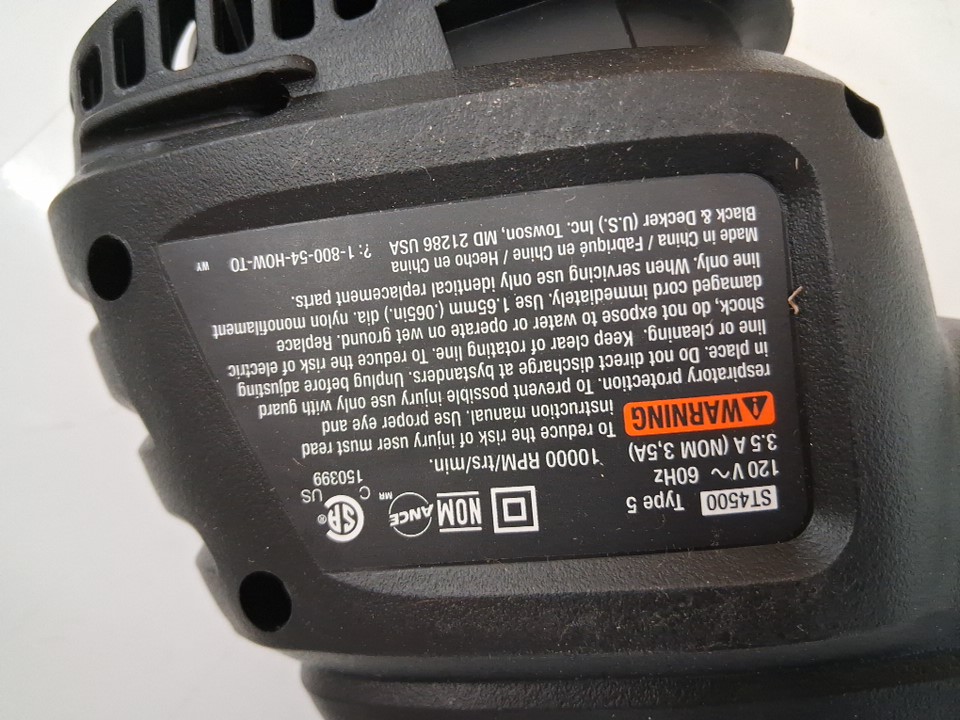 ST4500 Type 5
120 V~ 60Hz
3.5 A (NOM 3,5A)
10000 RPM/trs/min.
NOM
ANCE
MR
SA®
C US
150399
⚠WARNING To reduce the risk of injury user must read
instruction manual. Use proper eye and
respiratory protection. To prevent possible injury use only with guard
in place. Do not direct discharge at bystanders. Unplug before adjusting
line or cleaning. Keep clear of rotating line. To reduce the risk of electric
shock, do not expose to water or operate on wet ground. Replace
damaged cord immediately. Use 1.65mm (.065in.) dia. nylon monofilament
line only. When servicing use only identical replacement parts.
Made in China / Fabriqué en Chine / Hecho en China
Black & Decker (U.S.) Inc. Towson, MD 21286 USA ?: 1-800-54-HOW-TO
WY